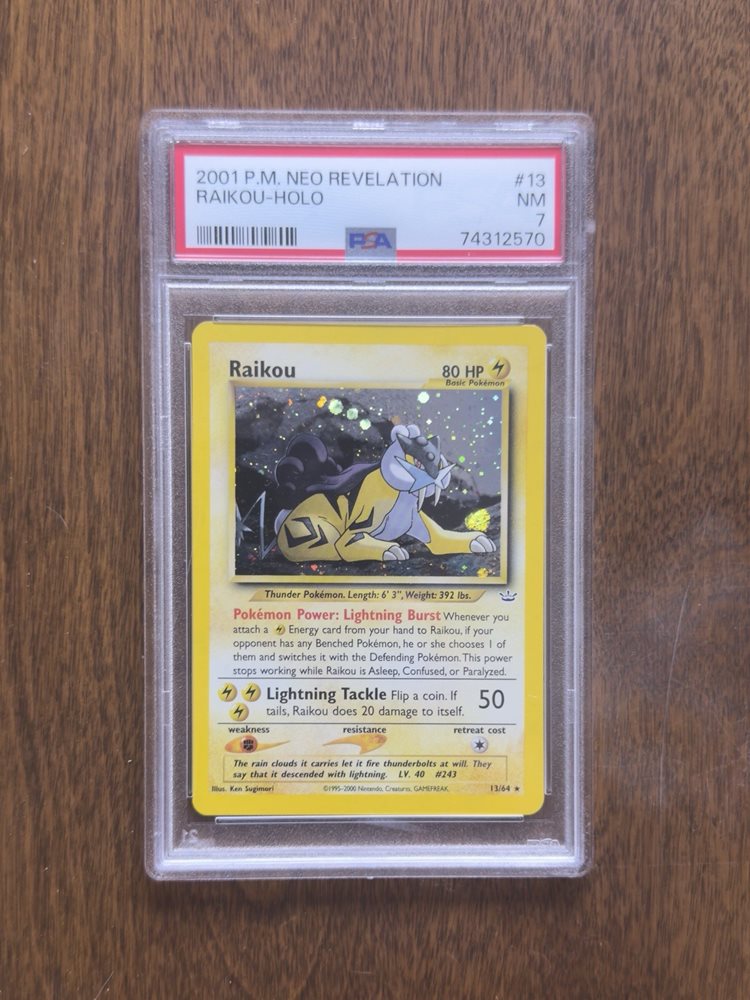 2001 P.M. NEO REVELATION #13
RAIKOU-HOLO NM
7
PSA 74312570
Raikou 80 HP
Basic Pokémon
Thunder Pokémon. Length: 6' 3", Weight: 392 lbs.
Pokémon Power: Lightning Burst Whenever you
attach a Energy card from your hand to Raikou, if your
opponent has any Benched Pokémon, he or she chooses 1 of
them and switches it with the Defending Pokémon. This power
stops working while Raikou is Asleep, Confused, or Paralyzed.
Lightning Tackle Flip a coin. If
tails, Raikou does 20 damage to itself. 50
weakness resistance retreat cost
The rain clouds it carries let it fire thunderbolts at will. They
say that it descended with lightning. LV. 40 #243
Illus. Ken Sugimori ©1995-2000 Nintendo, Creatures, GAMEFREAK. 13/64 ★